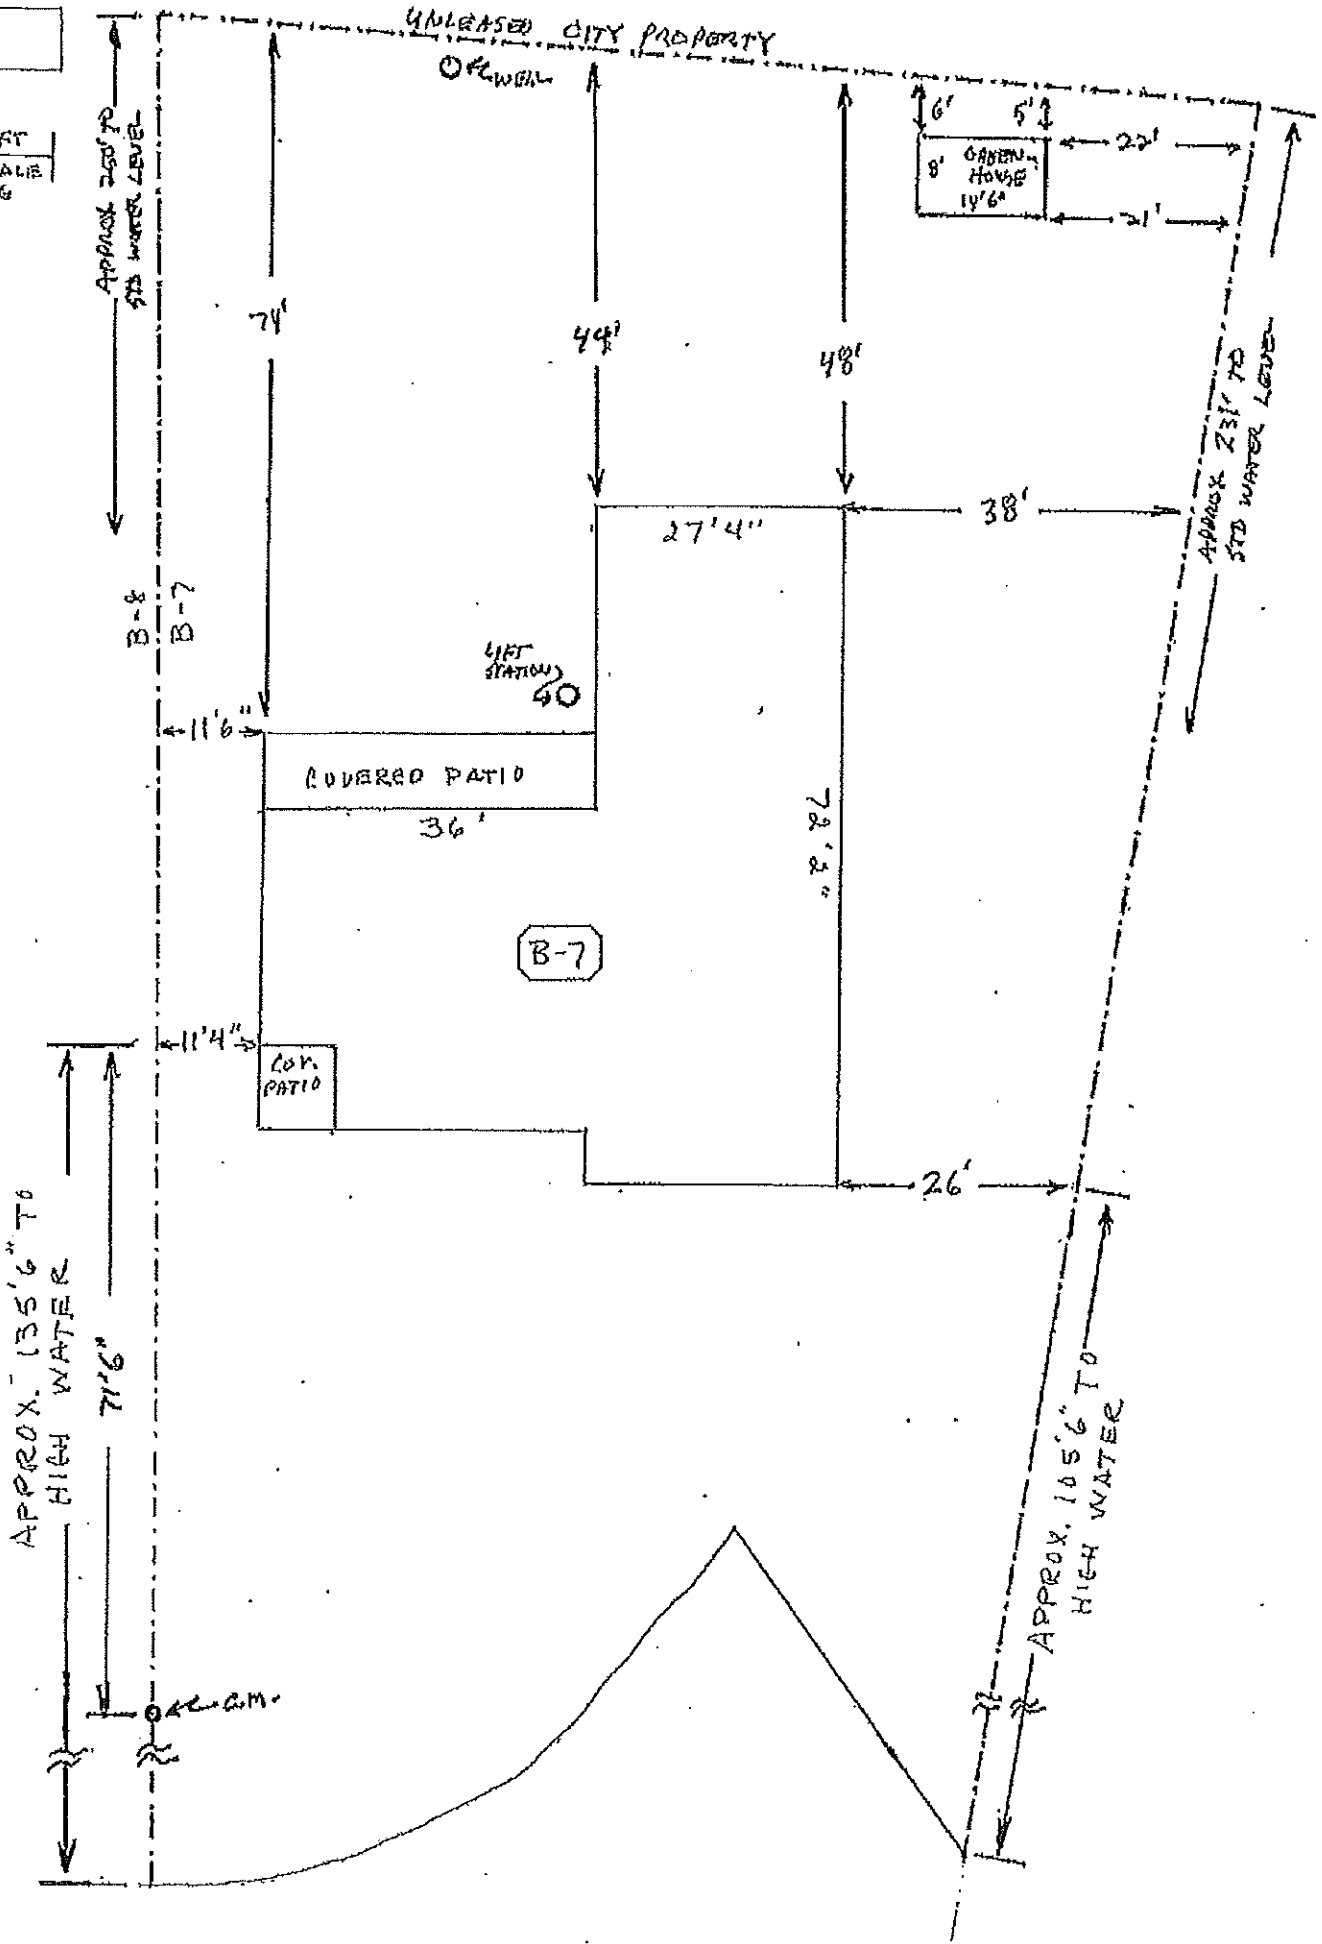 UNLEASED CITY PROPERTY
WELL
APPROX 250' TO
STD WATER LEVEL
6'
5'
22'
8'
GARDEN
HOUSE
14'6"
21'
74'
44'
48'
APPROX 231' TO
STD WATER LEVEL
27'4"
38'
B-8
B-7
LIFT
STATION
11'6"
COVERED PATIO
36'
B-7
11'4"
COV.
PATIO
26'
APPROX. 135'6" TO
HIGH WATER
71'6"
APPROX. 105'6" TO
HIGH WATER